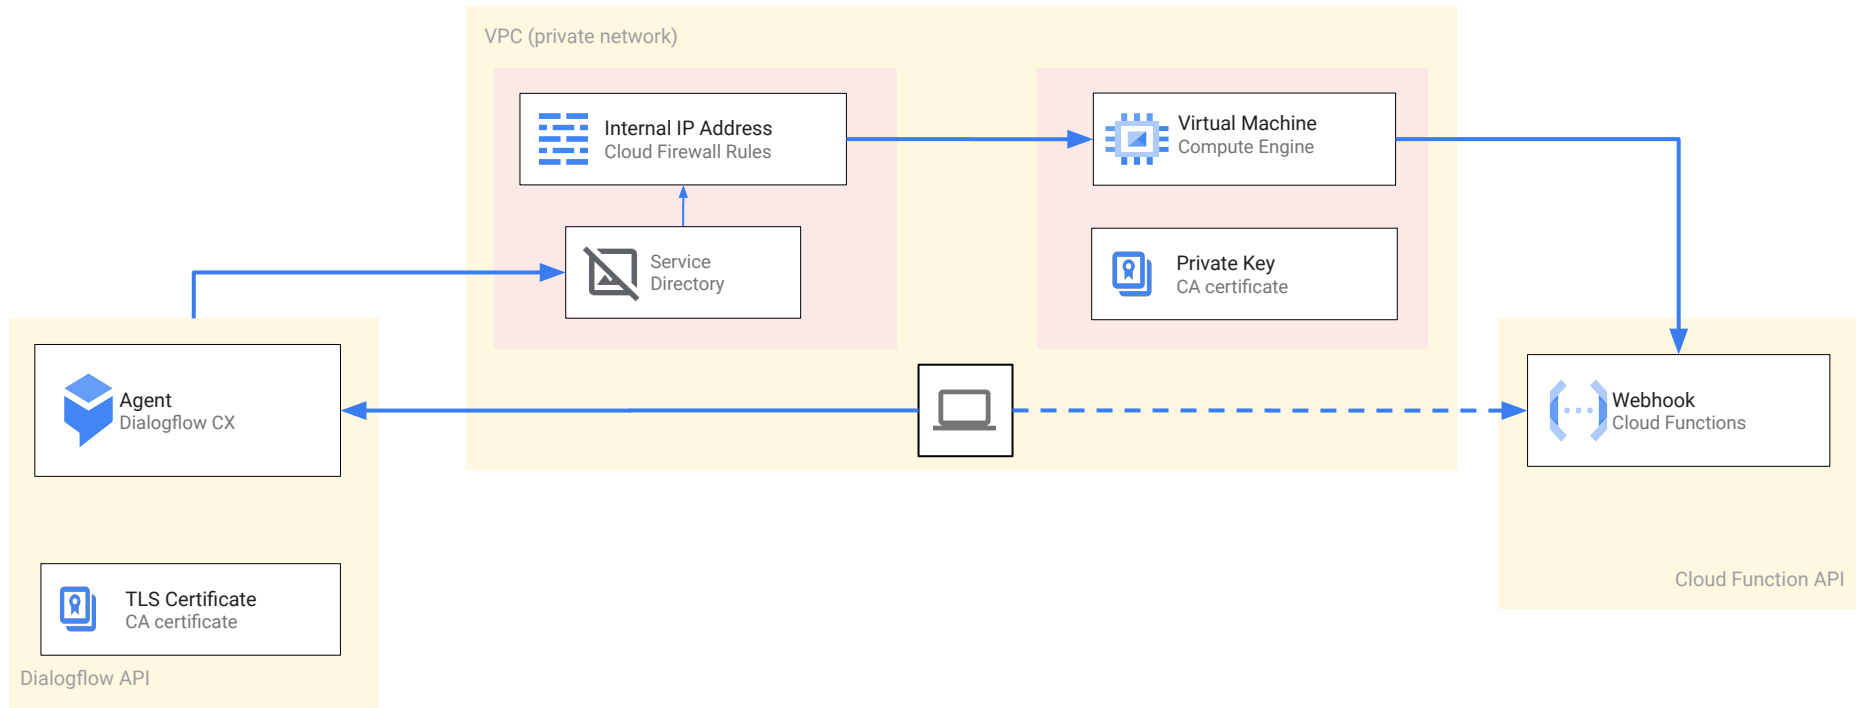 VPC (private network)
Internal IP Address
Cloud Firewall Rules
Virtual Machine
Compute Engine
Service
Directory
Private Key
CA certificate
Agent
Dialogflow CX
Webhook
Cloud Functions
Cloud Function API
TLS Certificate
CA certificate
Dialogflow API